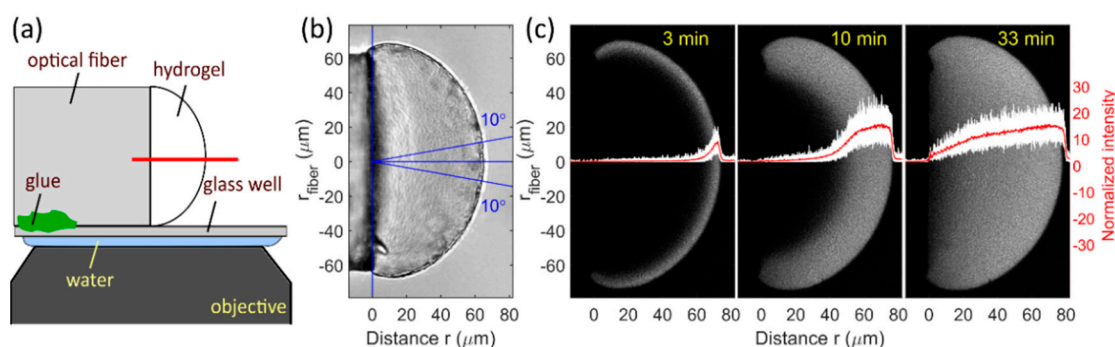 (a)
optical fiber
hydrogel
glue
glass well
water
objective
(b)
r_fiber (μm)
60
40
20
0
-20
-40
-60
10°
10°
0 20 40 60 80
Distance r (μm)
(c)
r_fiber (μm)
60
40
20
0
-20
-40
-60
3 min
10 min
33 min
0 20 40 60 80
0 20 40 60 80
0 20 40 60 80
Distance r (μm)
30
20
10
0
-10
-20
-30
Normalized intensity